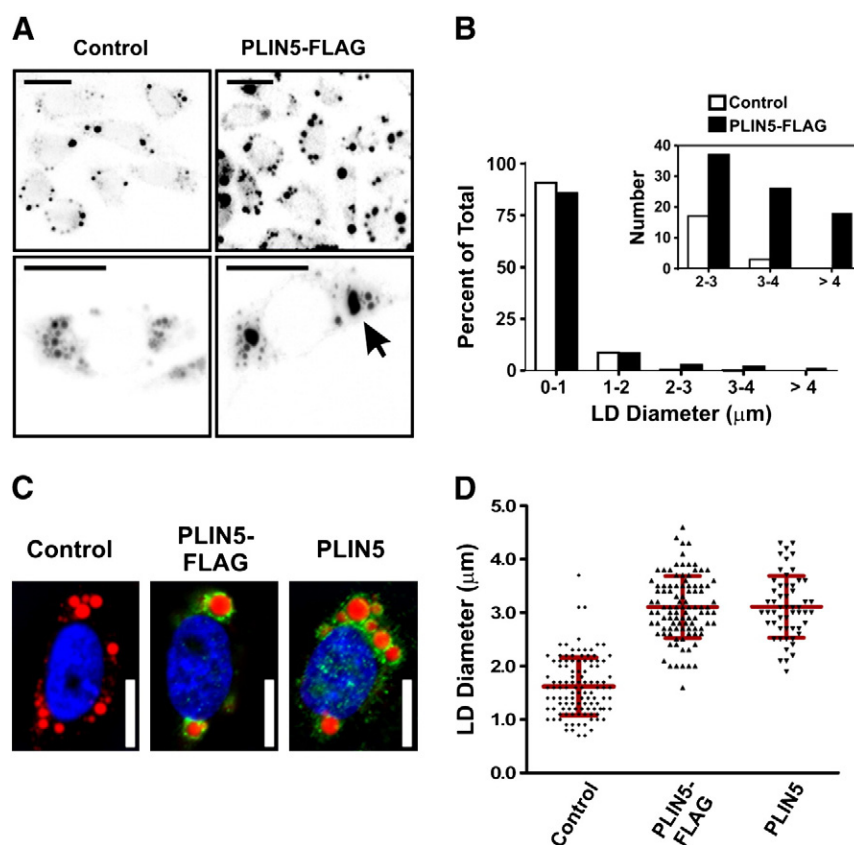 A
Control PLIN5-FLAG
B
Control
PLIN5-FLAG
Percent of Total
100
75
50
25
0
0-1 1-2 2-3 3-4 > 4
LD Diameter (μm)
Number
40
30
20
10
0
2-3 3-4 > 4
C
Control
PLIN5-
FLAG
PLIN5
D
LD Diameter (μm)
5.0
4.0
3.0
2.0
1.0
0.0
Control
PLIN5-
FLAG
PLIN5